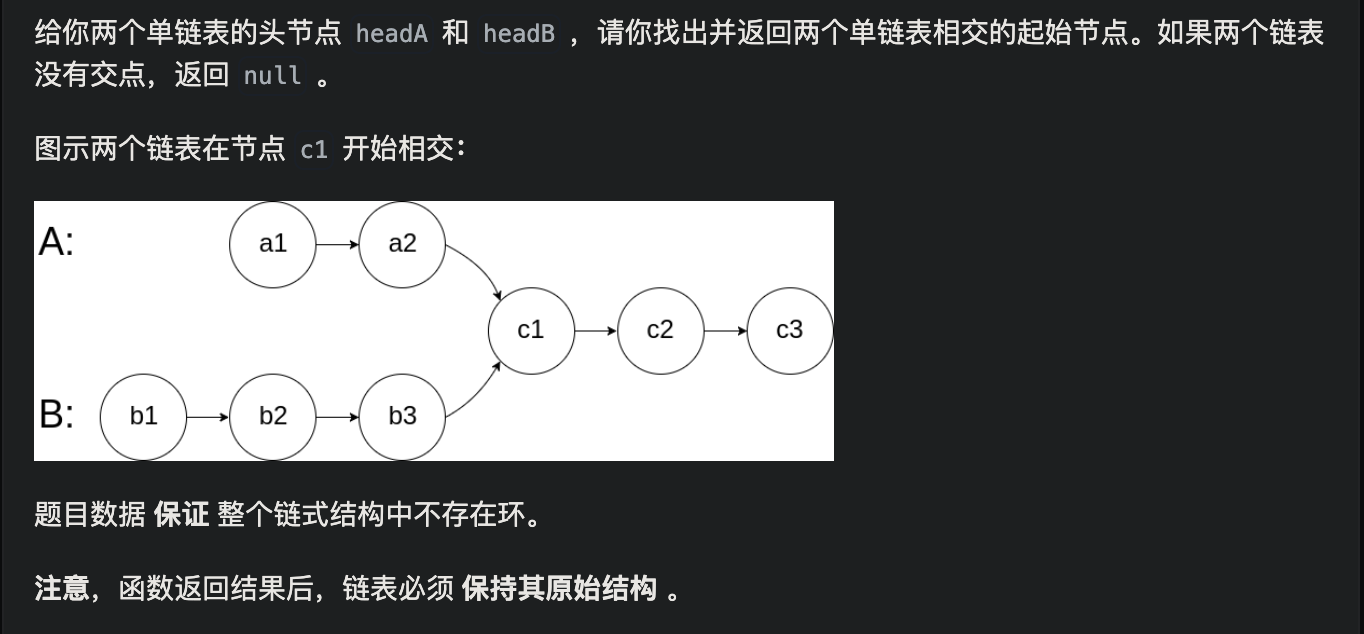 给你两个单链表的头节点 headA 和 headB ，请你找出并返回两个单链表相交的起始节点。如果两个链表
没有交点，返回 null 。
图示两个链表在节点 c1 开始相交：
A: a1 a2
c1 c2 c3
B: b1 b2 b3
题目数据 保证 整个链式结构中不存在环。
注意，函数返回结果后，链表必须 保持其原始结构 。